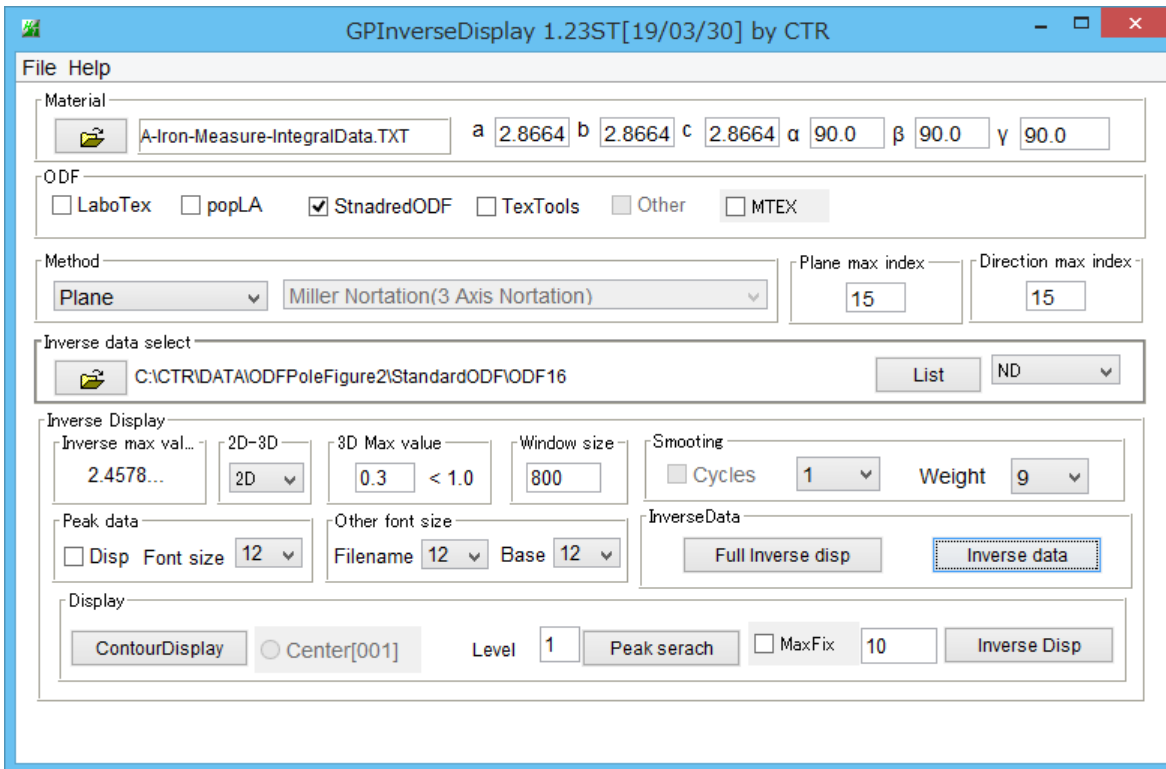 GPInverseDisplay 1.23ST[19/03/30] by CTR
File Help
Material
A-Iron-Measure-IntegralData.TXT a 2.8664 b 2.8664 c 2.8664 α 90.0 β 90.0 γ 90.0
ODF
LaboTex popLA StnadredODF TexTools Other MTEX
Method Plane max index Direction max index
Plane Miller Nortation(3 Axis Nortation) 15 15
Inverse data select
C:\CTR\DATA\ODFPoleFigure2\StandardODF\ODF16 List ND
Inverse Display
Inverse max val... 2D-3D 3D Max value Window size Smooting
2.4578... 2D 0.3 < 1.0 800 Cycles 1 Weight 9
Peak data Other font size InverseData
Disp Font size 12 Filename 12 Base 12 Full Inverse disp Inverse data
Display
ContourDisplay Center[001] Level 1 Peak serach MaxFix 10 Inverse Disp